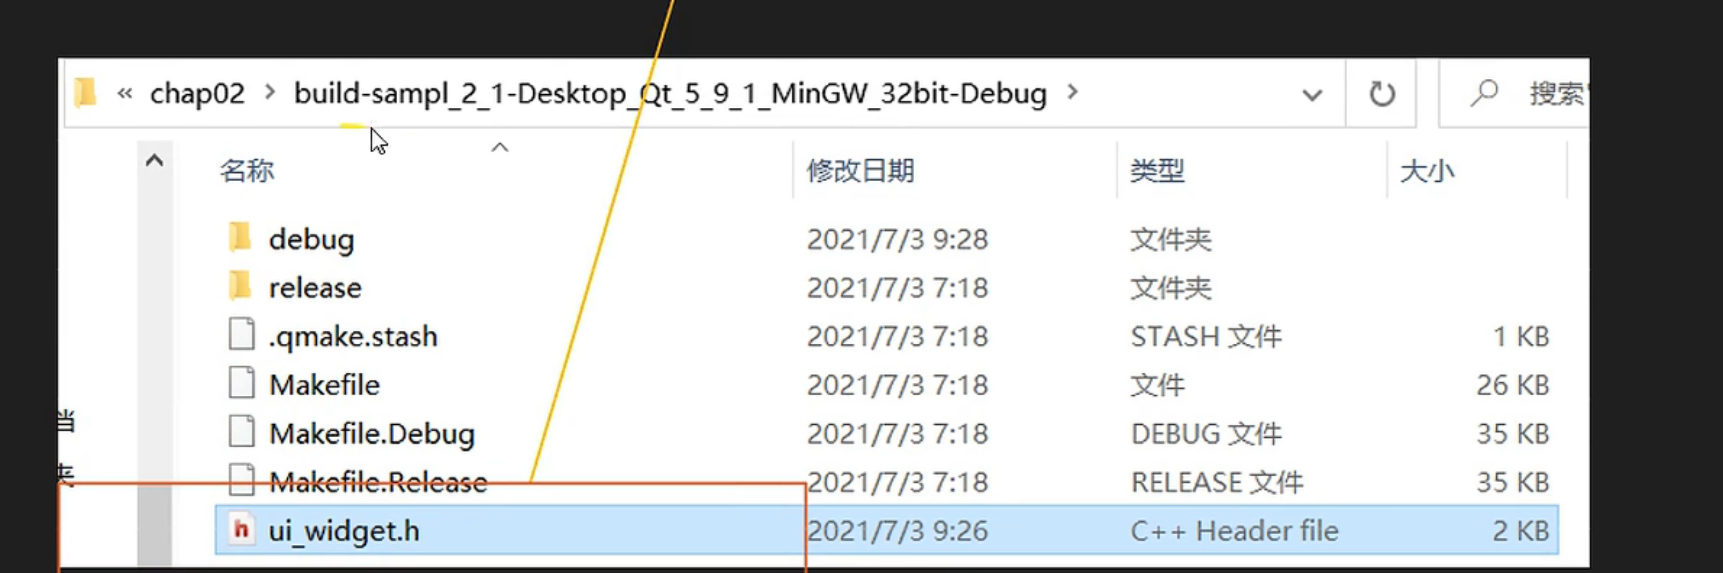 « chap02 > build-sampl_2_1-Desktop_Qt_5_9_1_MinGW_32bit-Debug > 搜索
名称 修改日期 类型 大小
debug 2021/7/3 9:28 文件夹
release 2021/7/3 7:18 文件夹
.qmake.stash 2021/7/3 7:18 STASH 文件 1 KB
Makefile 2021/7/3 7:18 文件 26 KB
Makefile.Debug 2021/7/3 7:18 DEBUG 文件 35 KB
Makefile.Release 2021/7/3 7:18 RELEASE 文件 35 KB
h ui_widget.h 2021/7/3 9:26 C++ Header file 2 KB